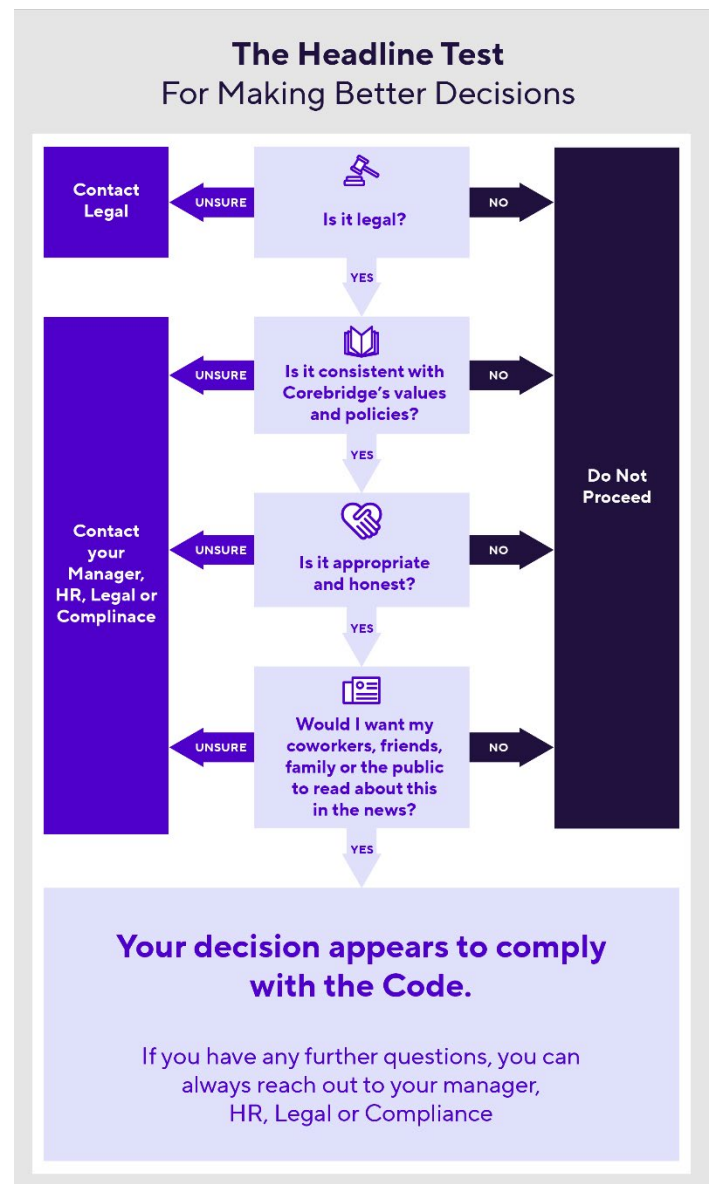 The Headline Test
For Making Better Decisions
Contact
Legal
UNSURE
Is it legal?
NO
YES
UNSURE
Is it consistent with
Corebridge's values
and policies?
NO
YES
Do Not
Proceed
Contact
your
Manager,
HR, Legal or
Complinace
UNSURE
Is it appropriate
and honest?
NO
YES
UNSURE
Would I want my
coworkers, friends,
family or the public
to read about this
in the news?
NO
YES
Your decision appears to comply
with the Code.
If you have any further questions, you can
always reach out to your manager,
HR, Legal or Compliance